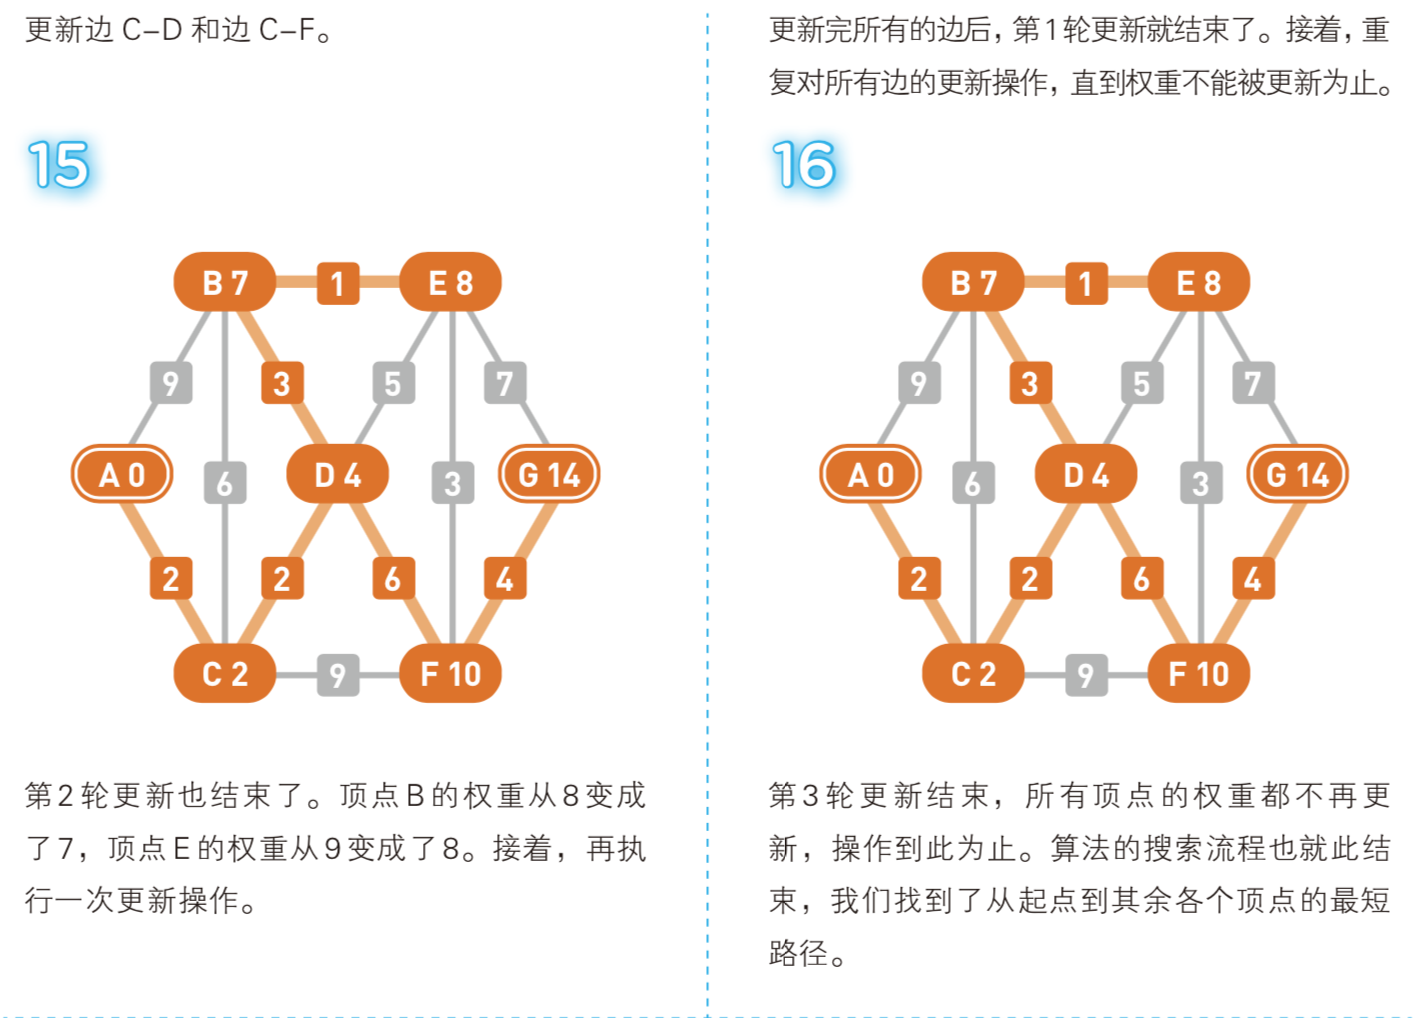 更新边 C–D 和边 C–F。
15
B 7
1
E 8
9
3
5
7
A 0
6
D 4
3
G 14
2
2
6
4
C 2
9
F 10
第2轮更新也结束了。顶点B的权重从8变成
了7，顶点E的权重从9变成了8。接着，再执
行一次更新操作。
更新完所有的边后，第1轮更新就结束了。接着，重
复对所有边的更新操作，直到权重不能被更新为止。
16
B 7
1
E 8
9
3
5
7
A 0
6
D 4
3
G 14
2
2
6
4
C 2
9
F 10
第3轮更新结束，所有顶点的权重都不再更
新，操作到此为止。算法的搜索流程也就此结
束，我们找到了从起点到其余各个顶点的最短
路径。